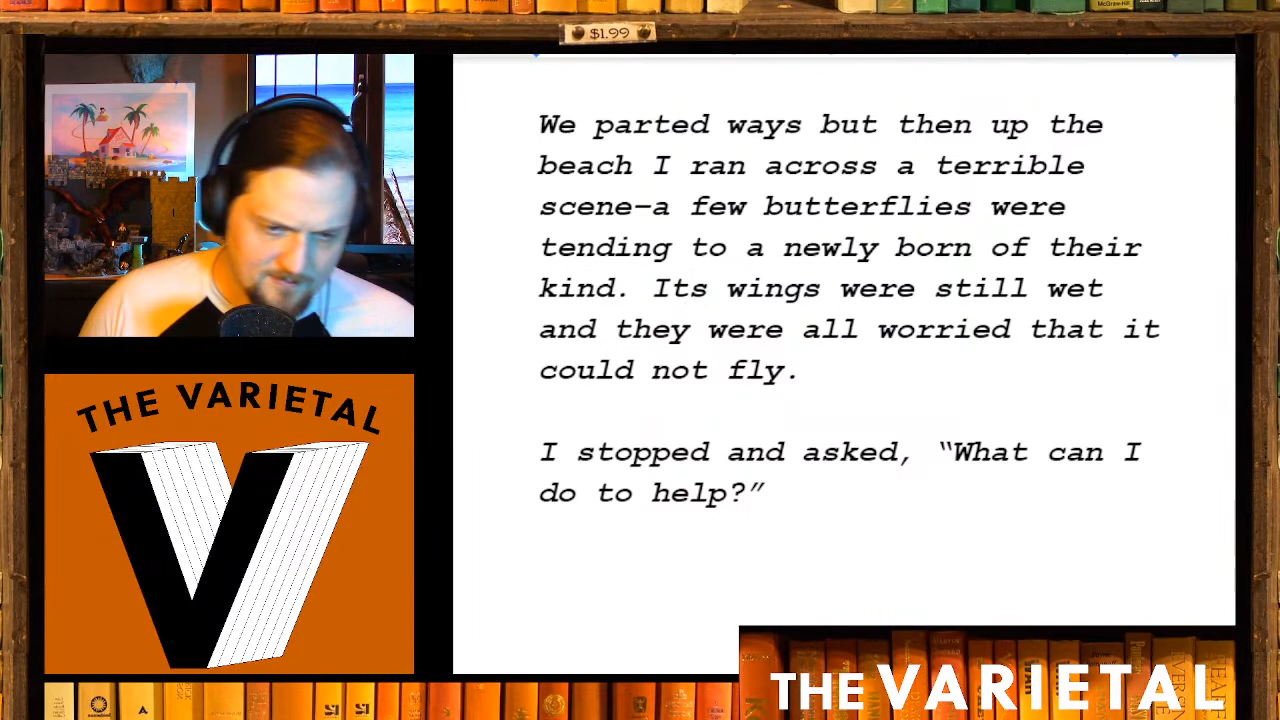 McGraw-Hill
$1.99
We parted ways but then up the
beach I ran across a terrible
scene–a few butterflies were
tending to a newly born of their
kind. Its wings were still wet
and they were all worried that it
could not fly.
I stopped and asked, “What can I
do to help?”
THE VARIETAL
V
THE VARIETAL